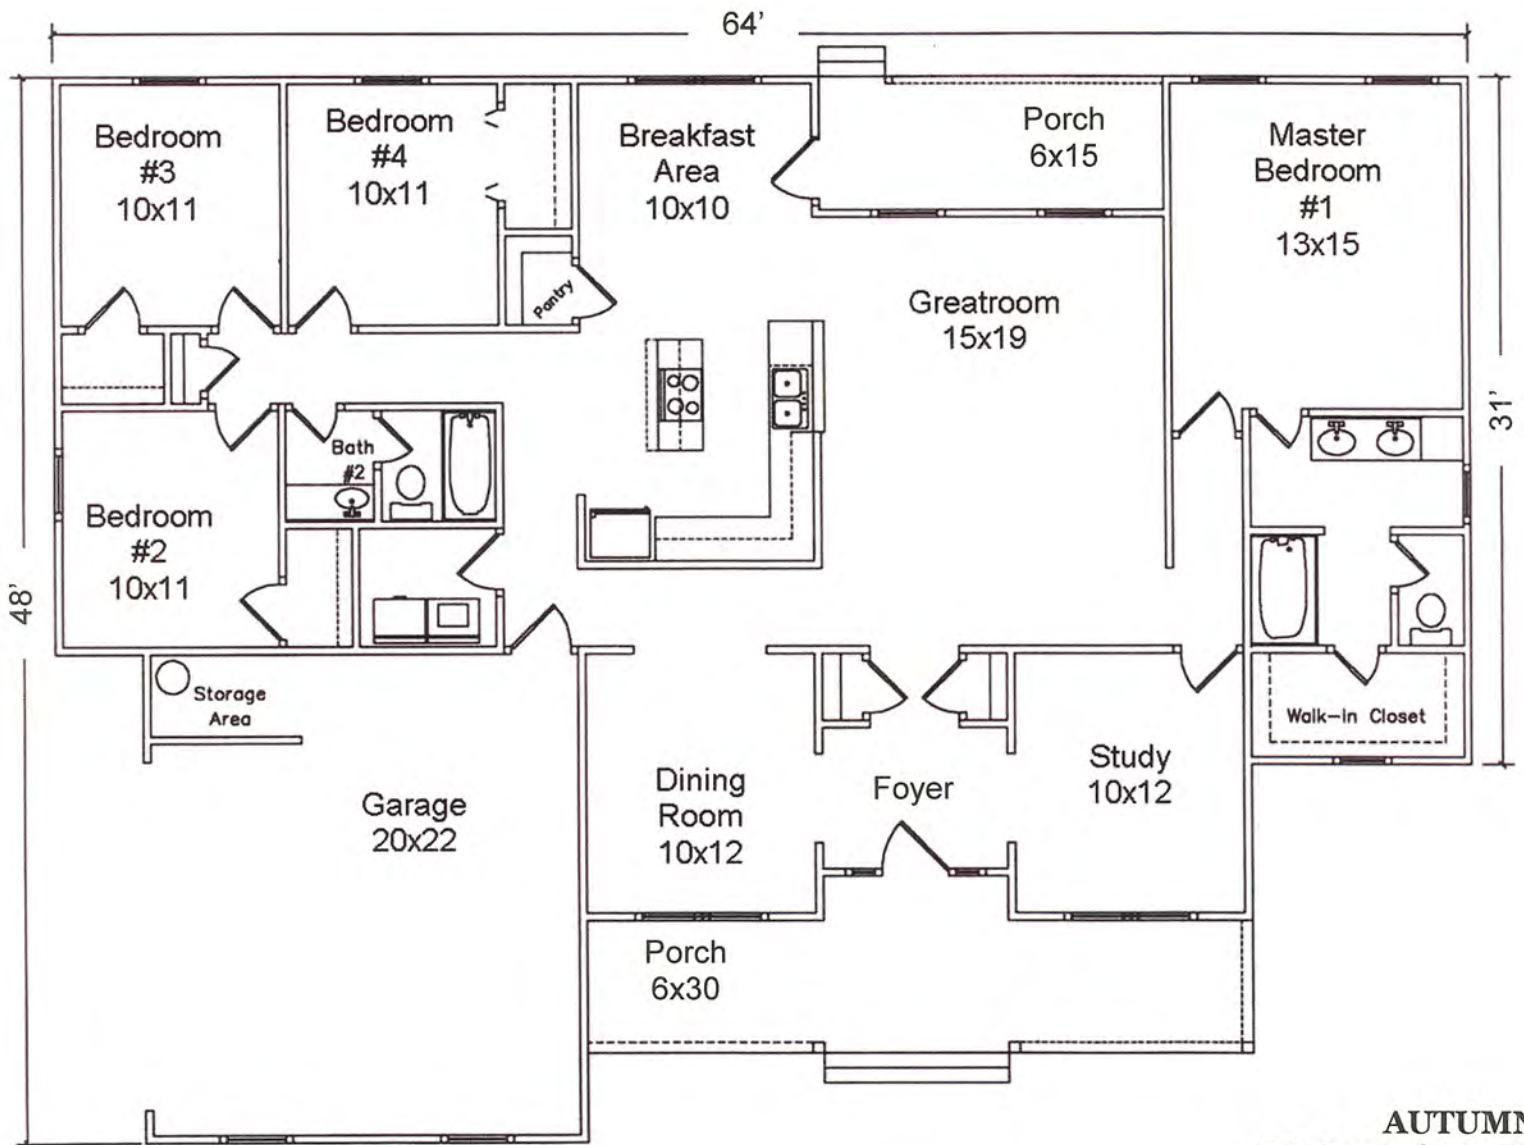 64'
Bedroom
#3
10x11
Bedroom
#4
10x11
Breakfast
Area
10x10
Porch
6x15
Master
Bedroom
#1
13x15
Pantry
Greatroom
15x19
31'
Bath
#2
Bedroom
#2
10x11
48'
Storage
Area
Walk-In Closet
Garage
20x22
Dining
Room
10x12
Foyer
Study
10x12
Porch
6x30
AUTUMN